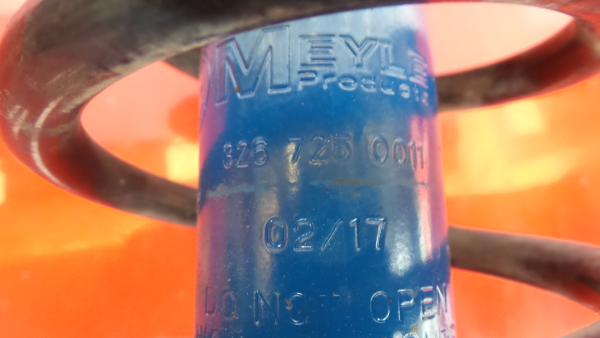 MEYLE
Products
326 725 0011
02/17
DO NOT OPEN